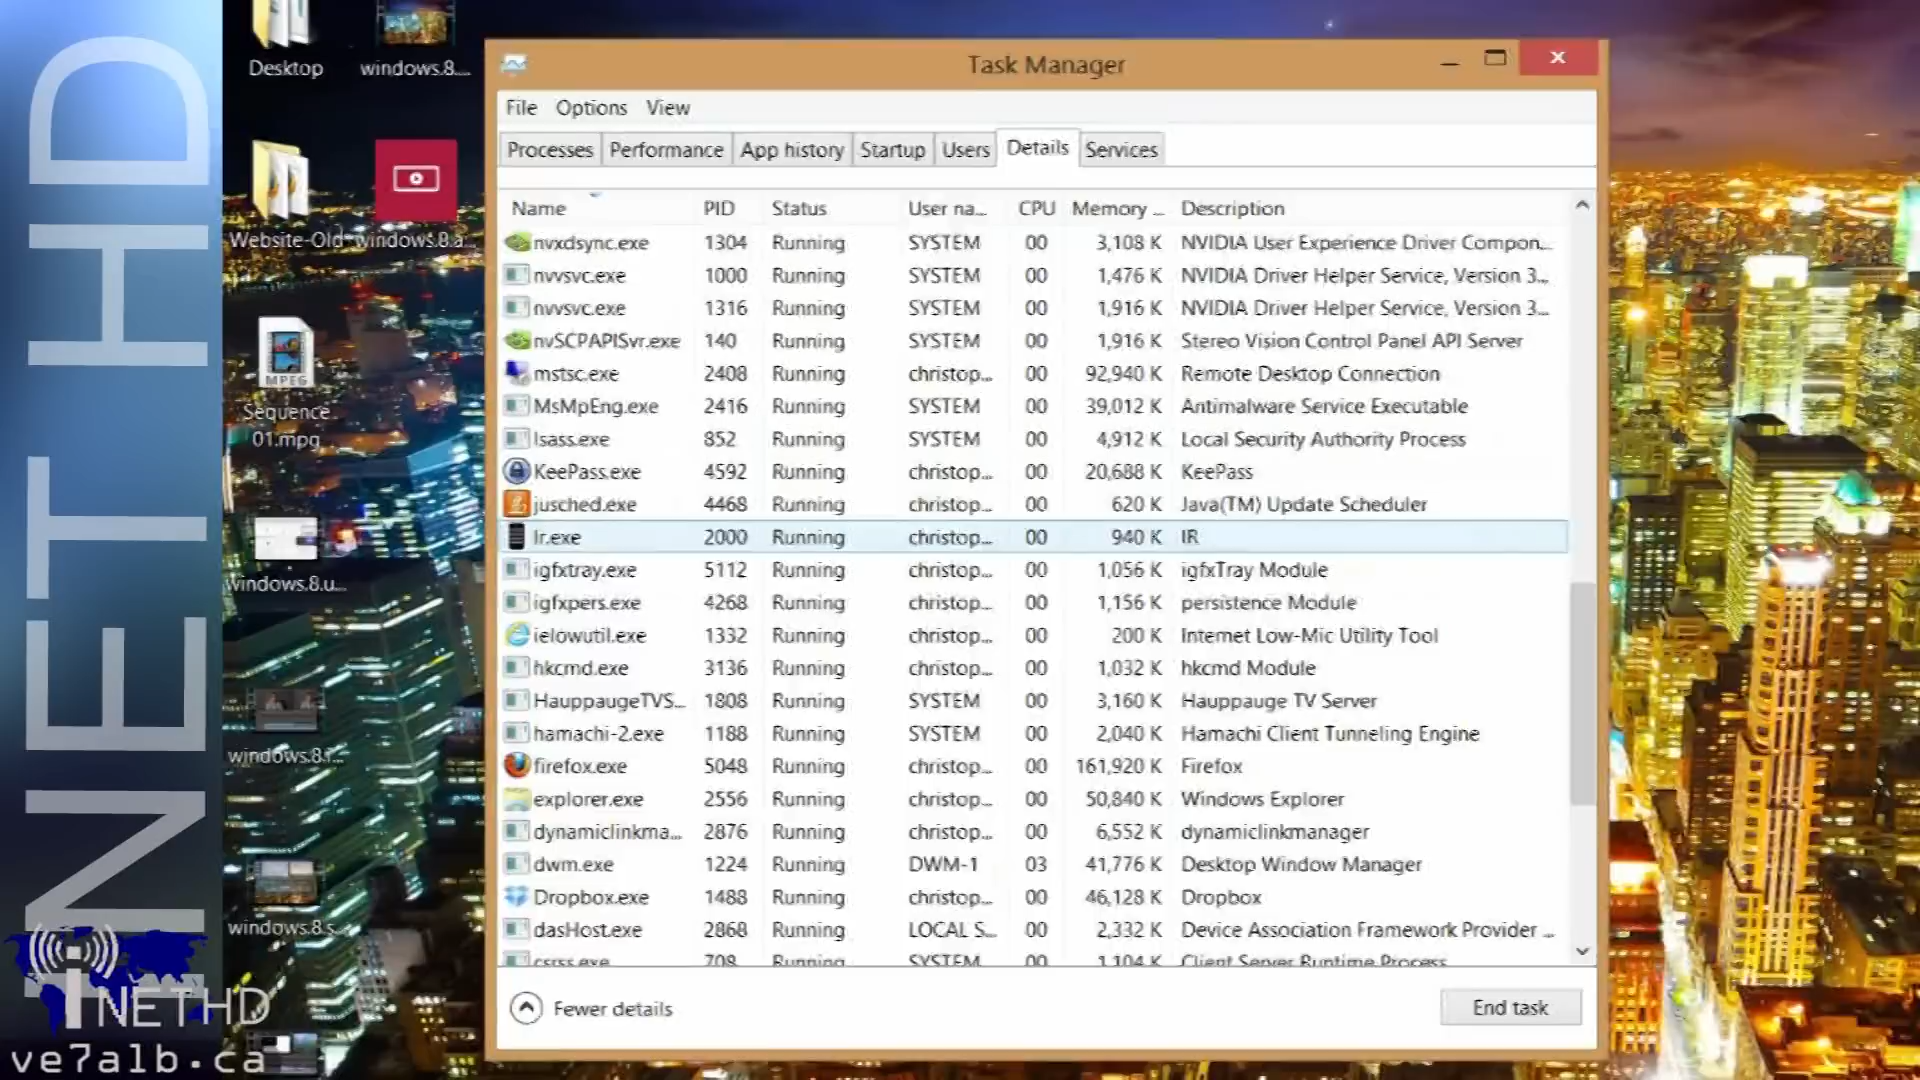 INET HD
Desktop
windows.8....
Website-Old
windows.8.a...
MPEG
Sequence
01.mpg
windows.8.u...
windows.8.f...
windows.8.s...
iNETHD
ve7alb.ca
Task Manager
File Options View
Processes Performance App history Startup Users Details Services
Name PID Status User na... CPU Memory ... Description
nvxdsync.exe 1304 Running SYSTEM 00 3,108 K NVIDIA User Experience Driver Compon...
nvvsvc.exe 1000 Running SYSTEM 00 1,476 K NVIDIA Driver Helper Service, Version 3...
nvvsvc.exe 1316 Running SYSTEM 00 1,916 K NVIDIA Driver Helper Service, Version 3...
nvSCPAPISvr.exe 140 Running SYSTEM 00 1,916 K Stereo Vision Control Panel API Server
mstsc.exe 2408 Running christop... 00 92,940 K Remote Desktop Connection
MsMpEng.exe 2416 Running SYSTEM 00 39,012 K Antimalware Service Executable
lsass.exe 852 Running SYSTEM 00 4,912 K Local Security Authority Process
KeePass.exe 4592 Running christop... 00 20,688 K KeePass
jusched.exe 4468 Running christop... 00 620 K Java(TM) Update Scheduler
Ir.exe 2000 Running christop... 00 940 K IR
igfxtray.exe 5112 Running christop... 00 1,056 K igfxTray Module
igfxpers.exe 4268 Running christop... 00 1,156 K persistence Module
ielowutil.exe 1332 Running christop... 00 200 K Internet Low-Mic Utility Tool
hkcmd.exe 3136 Running christop... 00 1,032 K hkcmd Module
HauppaugeTVS... 1808 Running SYSTEM 00 3,160 K Hauppauge TV Server
hamachi-2.exe 1188 Running SYSTEM 00 2,040 K Hamachi Client Tunneling Engine
firefox.exe 5048 Running christop... 00 161,920 K Firefox
explorer.exe 2556 Running christop... 00 50,840 K Windows Explorer
dynamiclinkma... 2876 Running christop... 00 6,552 K dynamiclinkmanager
dwm.exe 1224 Running DWM-1 03 41,776 K Desktop Window Manager
Dropbox.exe 1488 Running christop... 00 46,128 K Dropbox
dasHost.exe 2868 Running LOCAL S... 00 2,332 K Device Association Framework Provider ...
csrss.exe 708 Running SYSTEM 00 1,104 K Client Server Runtime Process
Fewer details
End task